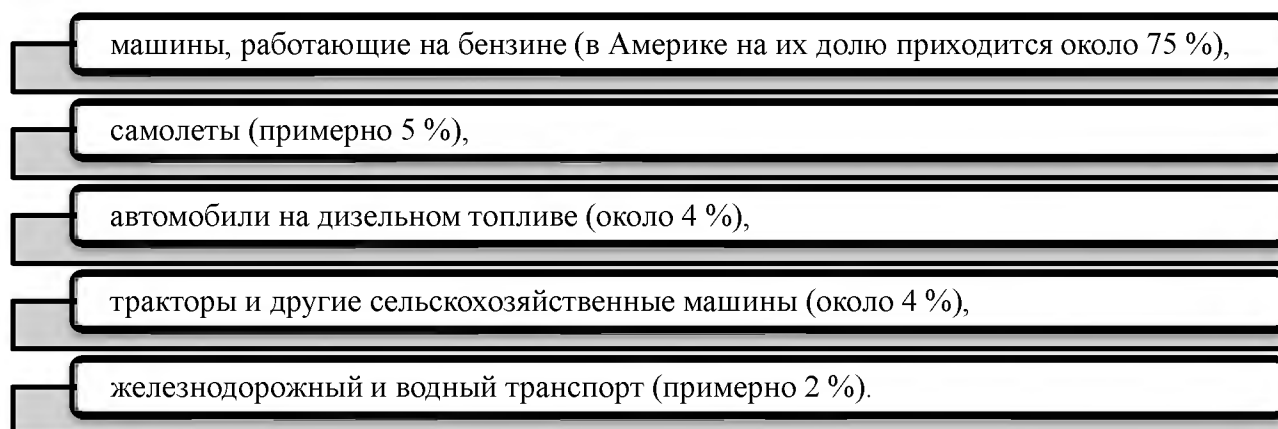 машины, работающие на бензине (в Америке на их долю приходится около 75 %),
самолеты (примерно 5 %),
автомобили на дизельном топливе (около 4 %),
тракторы и другие сельскохозяйственные машины (около 4 %),
железнодорожный и водный транспорт (примерно 2 %).